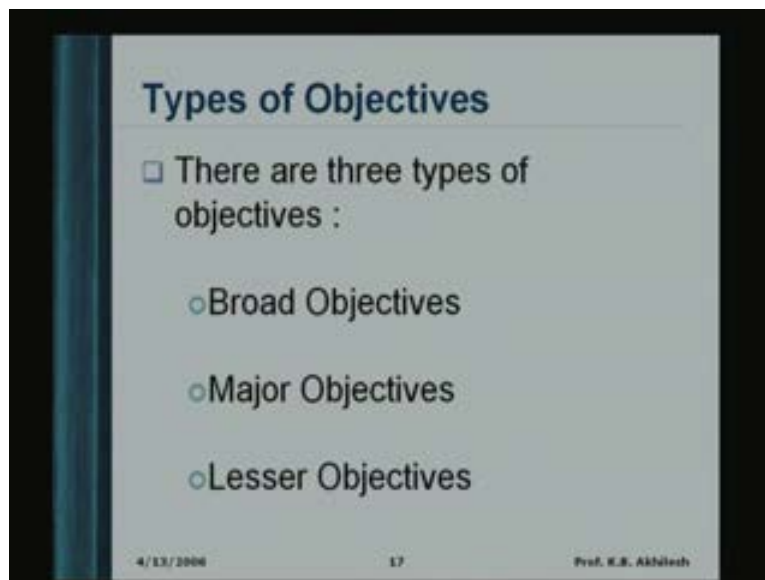 Types of Objectives
❑ There are three types of
objectives :
○Broad Objectives
○Major Objectives
○Lesser Objectives
4/13/2006 17 Prof. K.B. Akhilesh